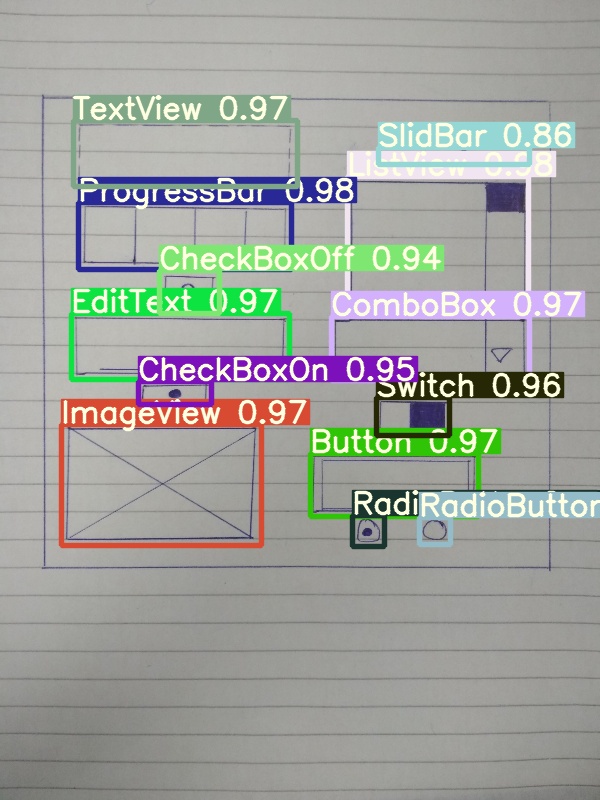 TextView 0.97
SlidBar 0.86
ListView 0.98
ProgressBar 0.98
CheckBoxOff 0.94
EditText 0.97
ComboBox 0.97
CheckBoxOn 0.95
Switch 0.96
ImageView 0.97
Button 0.97
Radi
RadioButton